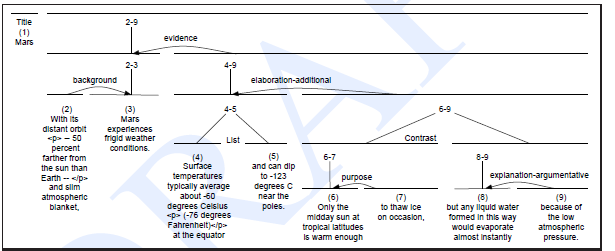 Title
(1)
Mars
2-9
evidence
2-3
4-9
background
elaboration-additional
(2)
With its
distant orbit
<p> – 50
percent
farther from
the sun than
Earth -- </p>
and slim
atmospheric
blanket,
(3)
Mars
experiences
frigid weather
conditions.
4-5
List
(4)
Surface
temperatures
typically average
about -60
degrees Celsius
<p> (-76 degrees
Fahrenheit)</p>
at the equator
(5)
and can dip
to -123
degrees C
near the
poles.
6-9
Contrast
6-7
purpose
(6)
Only the
midday sun at
tropical latitudes
is warm enough
(7)
to thaw ice
on occasion,
8-9
explanation-argumentative
(8)
but any liquid water
formed in this way
would evaporate
almost instantly
(9)
because of
the low
atmospheric
pressure.